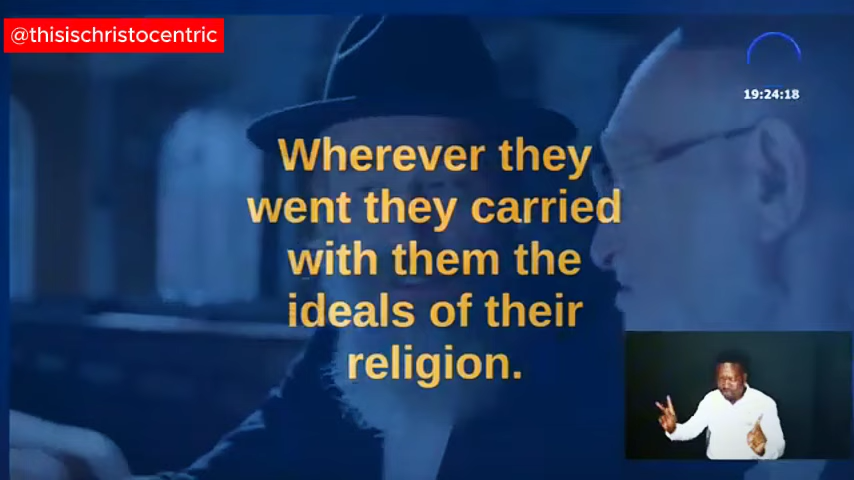 @thisischristocentric
19:24:18
Wherever they
went they carried
with them the
ideals of their
religion.